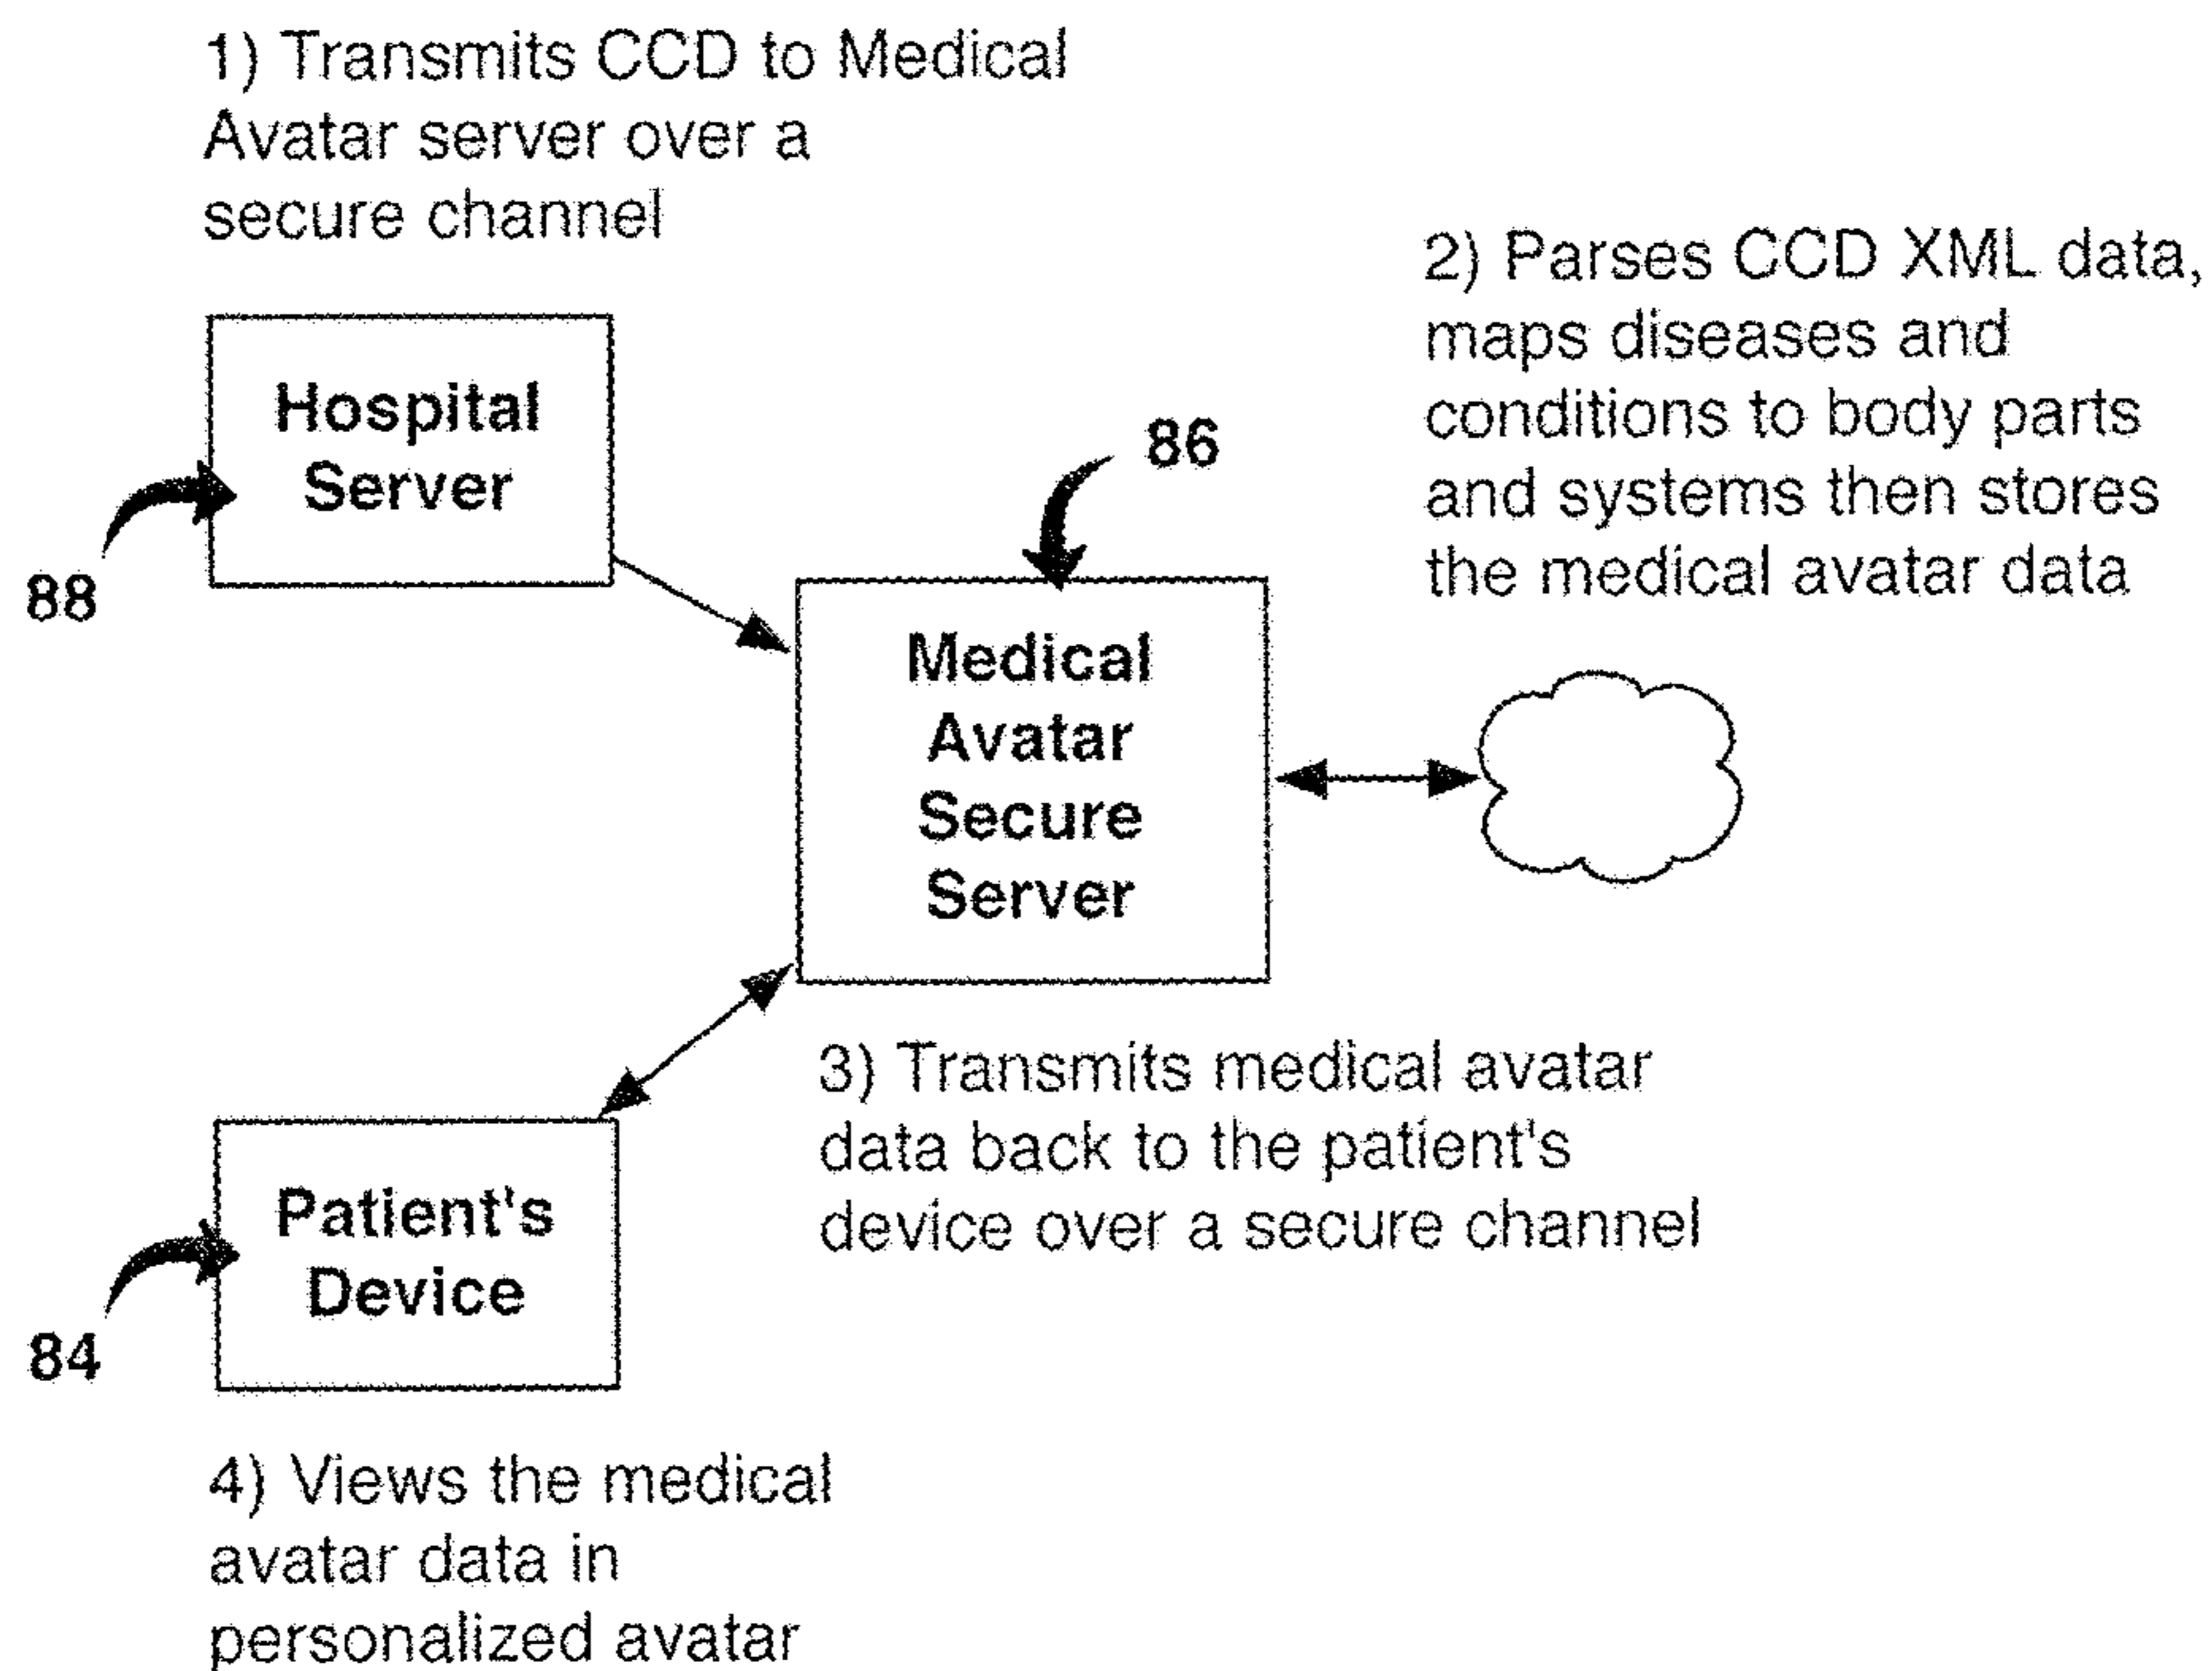 1) Transmits CCD to Medical
Avatar server over a
secure channel
2) Parses CCD XML data,
maps diseases and
conditions to body parts
and systems then stores
the medical avatar data
Hospital
Server
88
86
Medical
Avatar
Secure
Server
3) Transmits medical avatar
data back to the patient's
device over a secure channel
Patient's
Device
84
4) Views the medical
avatar data in
personalized avatar